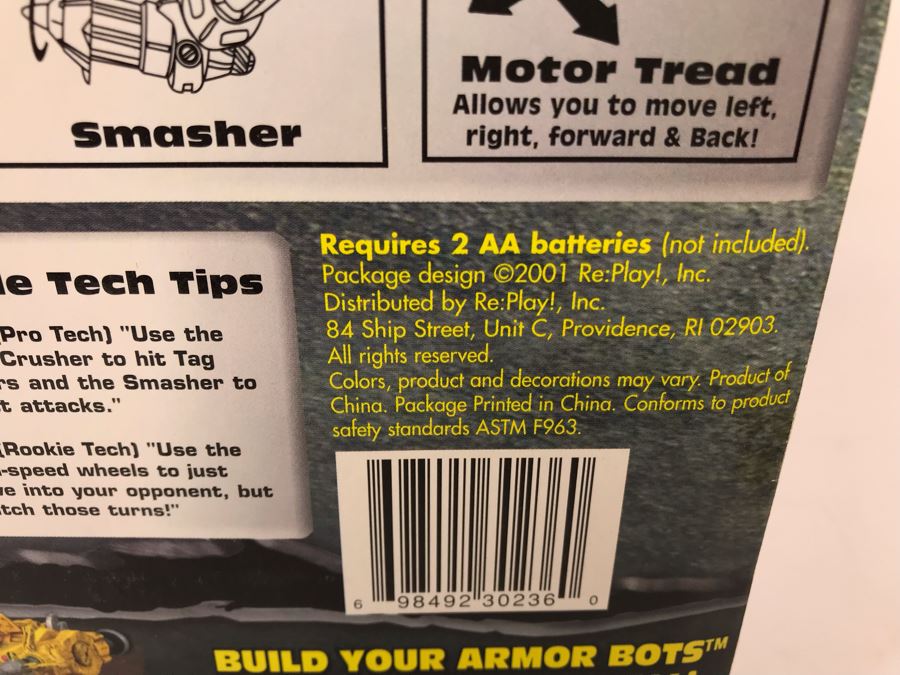 Smasher
Motor Tread
Allows you to move left,
right, forward & Back!
Tech Tips
(Pro Tech) "Use the
Crusher to hit Tag
and the Smasher to
attacks."
(Rookie Tech) "Use the
-speed wheels to just
into your opponent, but
those turns!"
Requires 2 AA batteries (not included).
Package design ©2001 Re:Play!, Inc.
Distributed by Re:Play!, Inc.
84 Ship Street, Unit C, Providence, RI 02903.
All rights reserved.
Colors, product and decorations may vary. Product of
China. Package Printed in China. Conforms to product
safety standards ASTM F963.
6 98492 30236 0
BUILD YOUR ARMOR BOTS™